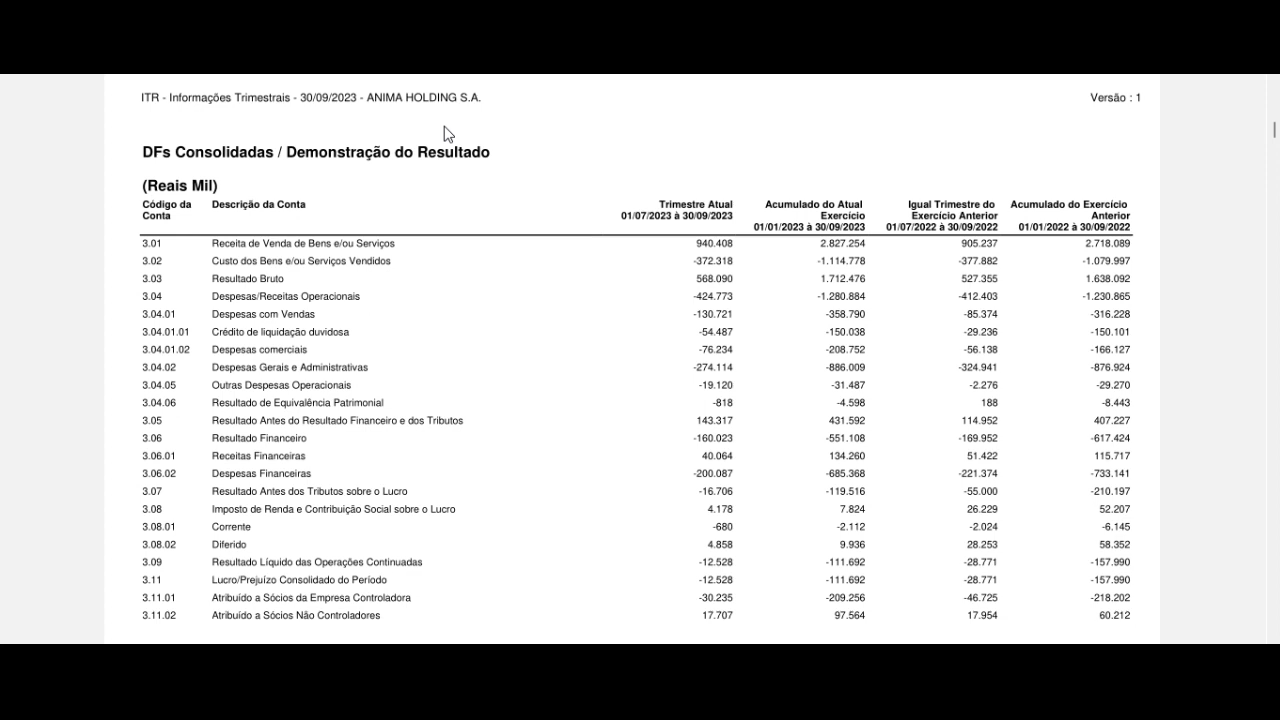 ITR - Informações Trimestrais - 30/09/2023 - ANIMA HOLDING S.A. Versão : 1
DFs Consolidadas / Demonstração do Resultado
(Reais Mil)
Código da Conta Descrição da Conta Trimestre Atual 01/07/2023 à 30/09/2023 Acumulado do Atual Exercício 01/01/2023 à 30/09/2023 Igual Trimestre do Exercício Anterior 01/07/2022 à 30/09/2022 Acumulado do Exercício Anterior 01/01/2022 à 30/09/2022
3.01 Receita de Venda de Bens e/ou Serviços 940.408 2.827.254 905.237 2.718.089
3.02 Custo dos Bens e/ou Serviços Vendidos -372.318 -1.114.778 -377.882 -1.079.997
3.03 Resultado Bruto 568.090 1.712.476 527.355 1.638.092
3.04 Despesas/Receitas Operacionais -424.773 -1.280.884 -412.403 -1.230.865
3.04.01 Despesas com Vendas -130.721 -358.790 -85.374 -316.228
3.04.01.01 Crédito de liquidação duvidosa -54.487 -150.038 -29.236 -150.101
3.04.01.02 Despesas comerciais -76.234 -208.752 -56.138 -166.127
3.04.02 Despesas Gerais e Administrativas -274.114 -886.009 -324.941 -876.924
3.04.05 Outras Despesas Operacionais -19.120 -31.487 -2.276 -29.270
3.04.06 Resultado de Equivalência Patrimonial -818 -4.598 188 -8.443
3.05 Resultado Antes do Resultado Financeiro e dos Tributos 143.317 431.592 114.952 407.227
3.06 Resultado Financeiro -160.023 -551.108 -169.952 -617.424
3.06.01 Receitas Financeiras 40.064 134.260 51.422 115.717
3.06.02 Despesas Financeiras -200.087 -685.368 -221.374 -733.141
3.07 Resultado Antes dos Tributos sobre o Lucro -16.706 -119.516 -55.000 -210.197
3.08 Imposto de Renda e Contribuição Social sobre o Lucro 4.178 7.824 26.229 52.207
3.08.01 Corrente -680 -2.112 -2.024 -6.145
3.08.02 Diferido 4.858 9.936 28.253 58.352
3.09 Resultado Líquido das Operações Continuadas -12.528 -111.692 -28.771 -157.990
3.11 Lucro/Prejuízo Consolidado do Período -12.528 -111.692 -28.771 -157.990
3.11.01 Atribuído a Sócios da Empresa Controladora -30.235 -209.256 -46.725 -218.202
3.11.02 Atribuído a Sócios Não Controladores 17.707 97.564 17.954 60.212